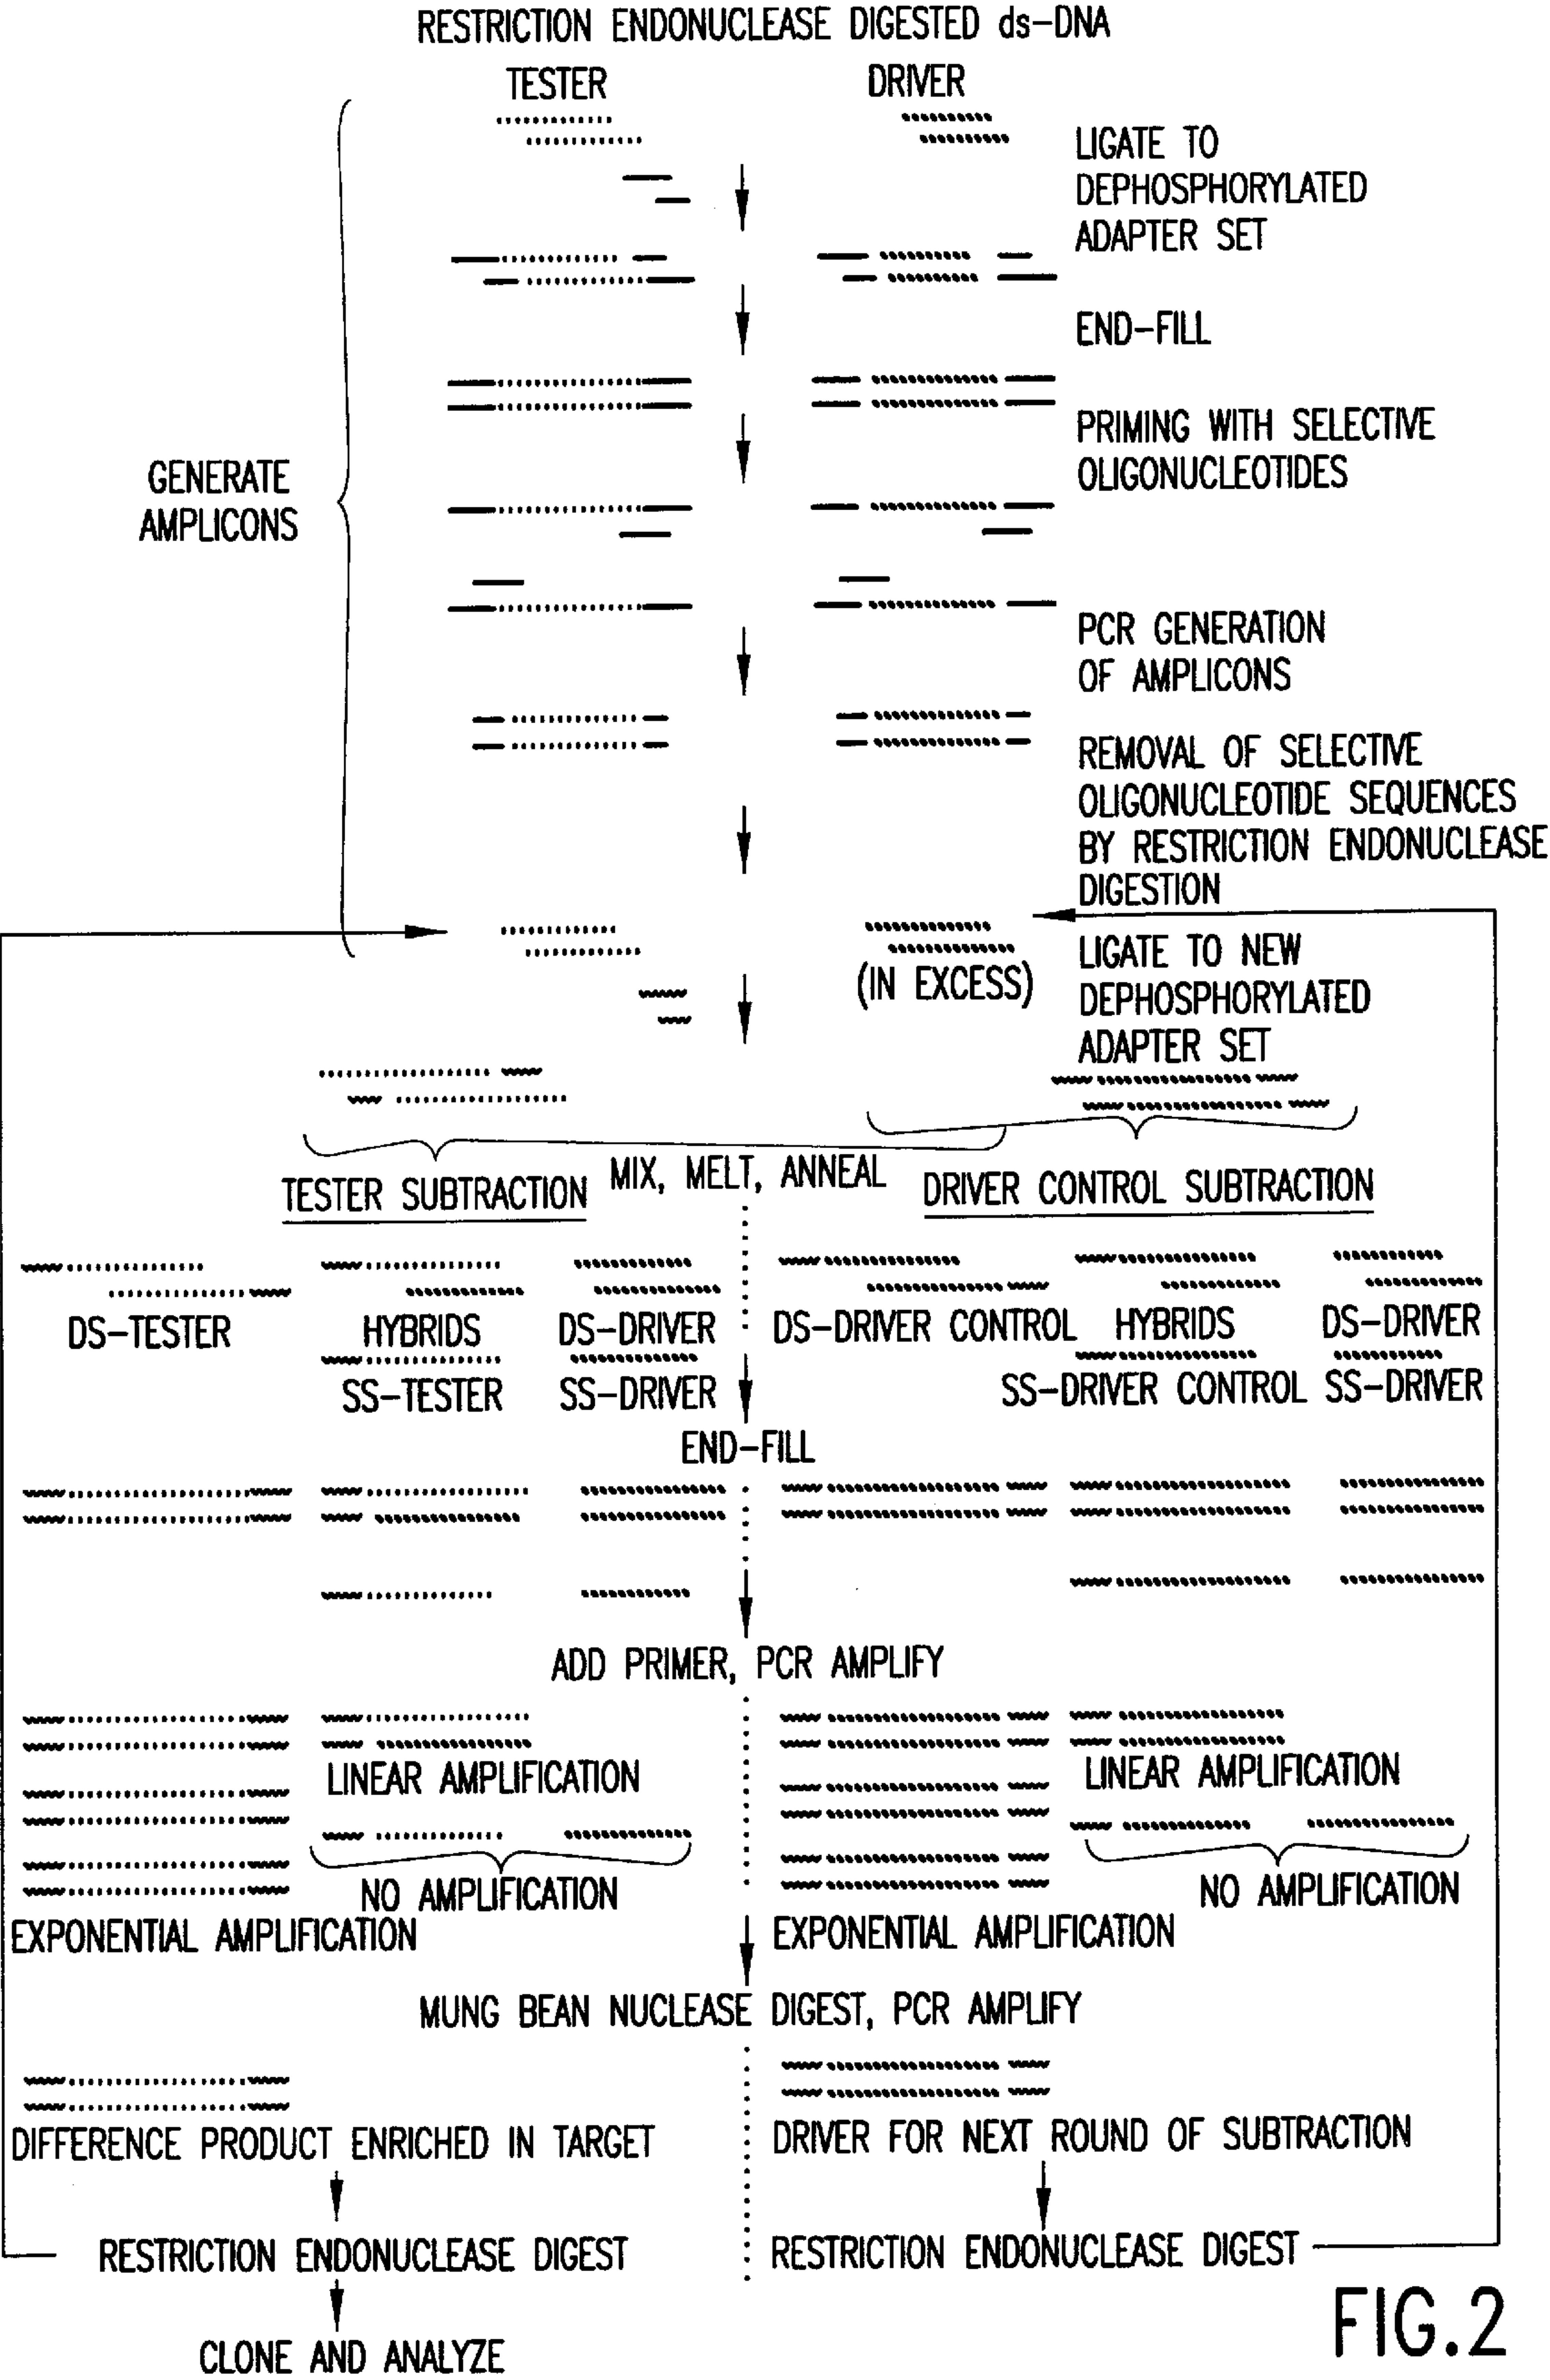 RESTRICTION ENDONUCLEASE DIGESTED ds-DNA
TESTER
DRIVER
LIGATE TO
DEPHOSPHORYLATED
ADAPTER SET
END-FILL
PRIMING WITH SELECTIVE
OLIGONUCLEOTIDES
GENERATE
AMPLICONS
PCR GENERATION
OF AMPLICONS
REMOVAL OF SELECTIVE
OLIGONUCLEOTIDE SEQUENCES
BY RESTRICTION ENDONUCLEASE
DIGESTION
(IN EXCESS)
LIGATE TO NEW
DEPHOSPHORYLATED
ADAPTER SET
TESTER SUBTRACTION
MIX, MELT, ANNEAL
DRIVER CONTROL SUBTRACTION
DS-TESTER
HYBRIDS
DS-DRIVER
DS-DRIVER CONTROL
HYBRIDS
DS-DRIVER
SS-TESTER
SS-DRIVER
SS-DRIVER CONTROL
SS-DRIVER
END-FILL
ADD PRIMER, PCR AMPLIFY
LINEAR AMPLIFICATION
LINEAR AMPLIFICATION
NO AMPLIFICATION
NO AMPLIFICATION
EXPONENTIAL AMPLIFICATION
EXPONENTIAL AMPLIFICATION
MUNG BEAN NUCLEASE DIGEST, PCR AMPLIFY
DIFFERENCE PRODUCT ENRICHED IN TARGET
DRIVER FOR NEXT ROUND OF SUBTRACTION
RESTRICTION ENDONUCLEASE DIGEST
RESTRICTION ENDONUCLEASE DIGEST
CLONE AND ANALYZE
FIG.2